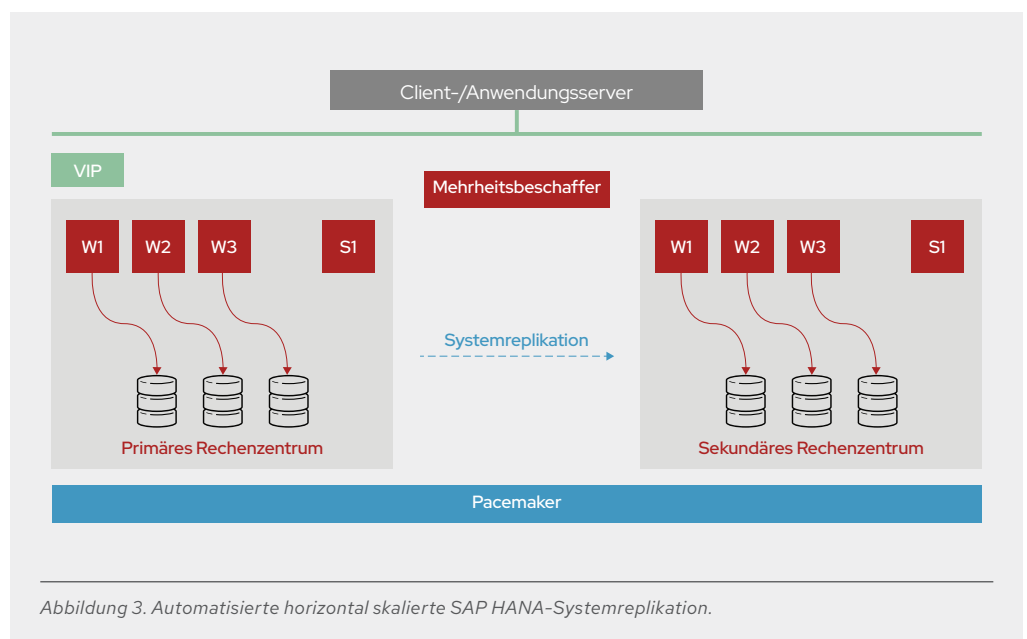 Client-/Anwendungsserver
VIP
Mehrheitsbeschaffer
W1 W2 W3 S1
W1 W2 W3 S1
Systemreplikation
Primäres Rechenzentrum
Sekundäres Rechenzentrum
Pacemaker
Abbildung 3. Automatisierte horizontal skalierte SAP HANA-Systemreplikation.